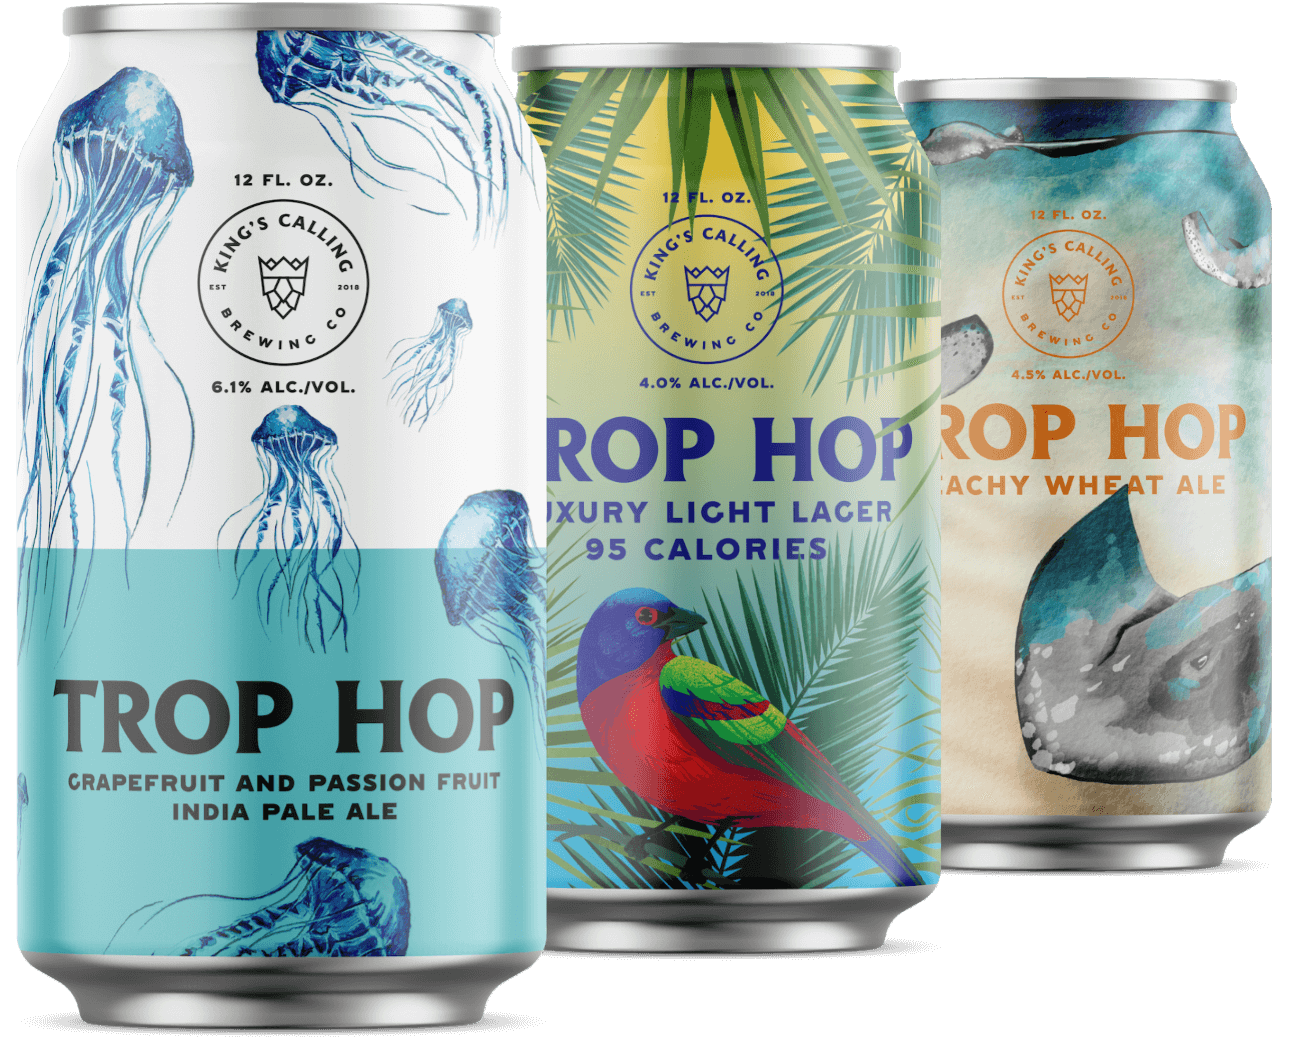 12 FL. OZ.
KING'S CALLING
EST 2018
BREWING CO
6.1% ALC./VOL.
TROP HOP
GRAPEFRUIT AND PASSION FRUIT
INDIA PALE ALE
12 FL. OZ.
KING'S CALLING
EST 2018
BREWING CO
4.0% ALC./VOL.
ROP HOP
UXURY LIGHT LAGER
95 CALORIES
12 FL. OZ.
KING'S CALLING
EST 2018
BREWING CO
4.5% ALC./VOL.
ROP HOP
EACHY WHEAT ALE